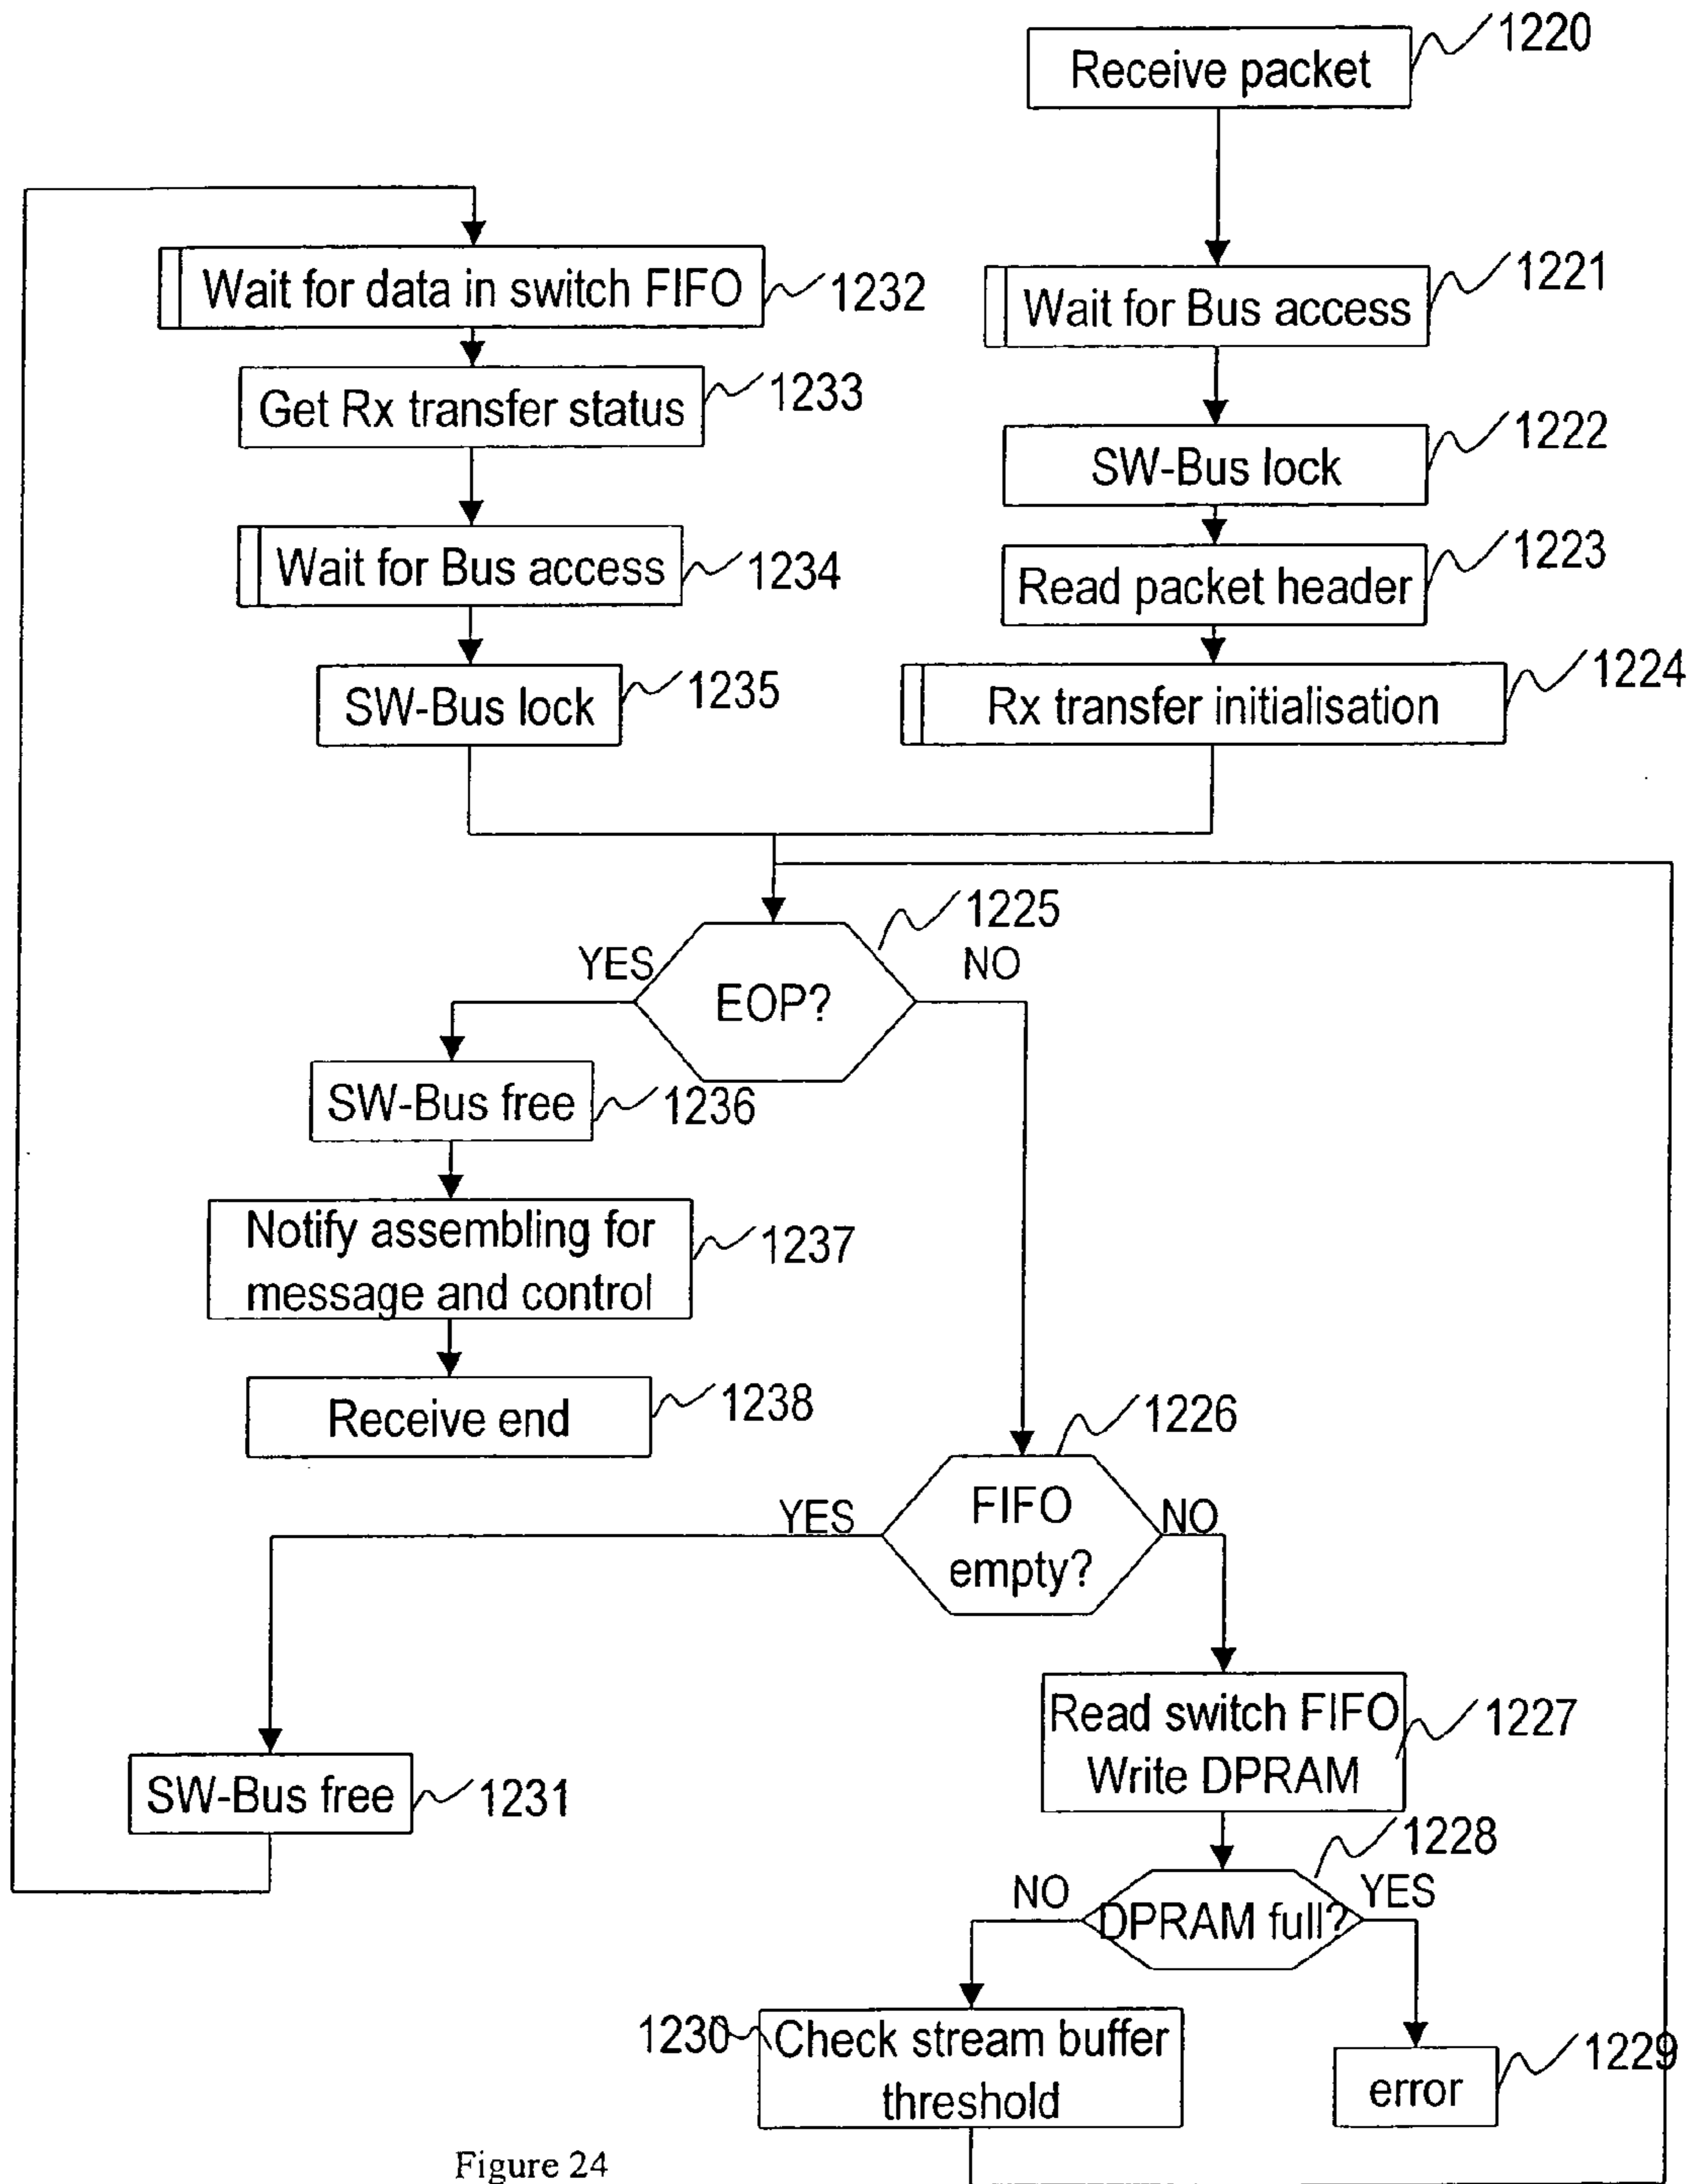 1220
Receive packet
1221
Wait for Bus access
1222
SW-Bus lock
1223
Read packet header
1224
Rx transfer initialisation
Wait for data in switch FIFO
1232
Get Rx transfer status
1233
Wait for Bus access
1234
SW-Bus lock
1235
1225
YES
NO
EOP?
SW-Bus free
1236
Notify assembling for
message and control
1237
Receive end
1238
1226
YES
FIFO
empty?
NO
SW-Bus free
1231
Read switch FIFO
Write DPRAM
1227
1228
NO
DPRAM full?
YES
1230
Check stream buffer
threshold
error
1229
Figure 24